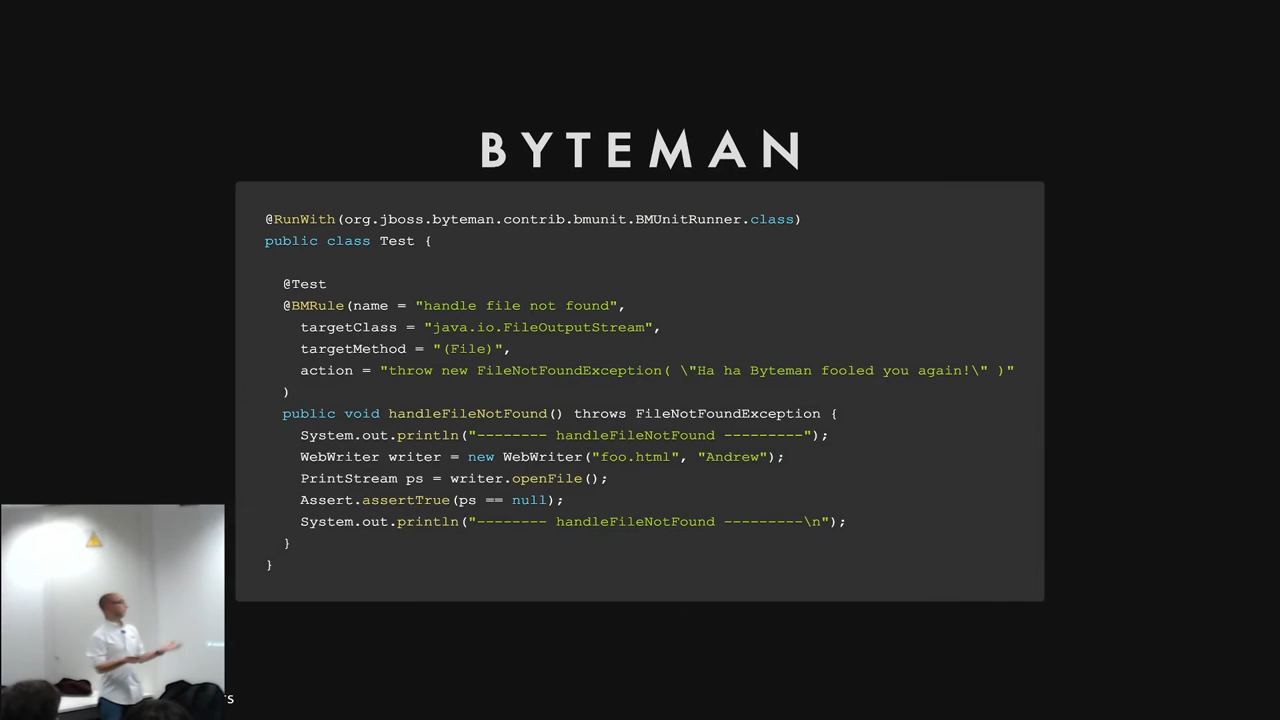 BYTEMAN
@RunWith(org.jboss.byteman.contrib.bmunit.BMUnitRunner.class)
public class Test {
@Test
@BMRule(name = "handle file not found",
targetClass = "java.io.FileOutputStream",
targetMethod = "(File)",
action = "throw new FileNotFoundException( \"Ha ha Byteman fooled you again!\" )"
)
public void handleFileNotFound() throws FileNotFoundException {
System.out.println("-------- handleFileNotFound ---------");
WebWriter writer = new WebWriter("foo.html", "Andrew");
PrintStream ps = writer.openFile();
Assert.assertTrue(ps == null);
System.out.println("-------- handleFileNotFound ---------\n");
}
}